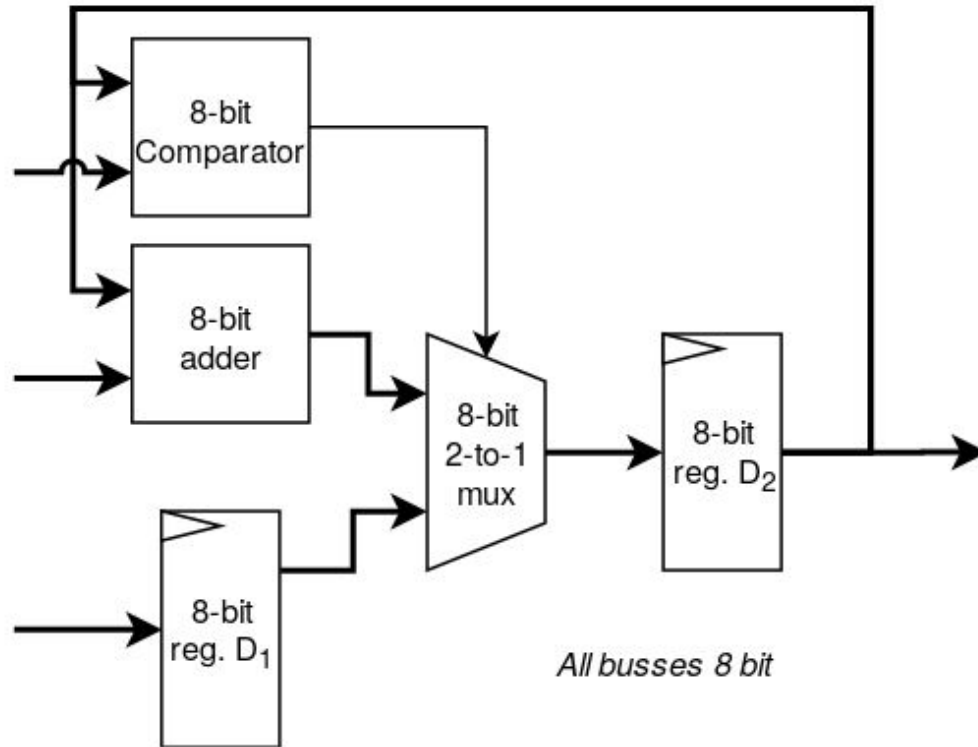 8-bit
Comparator
8-bit
adder
8-bit
2-to-1
mux
8-bit
reg. D₂
8-bit
reg. D₁
All busses 8 bit